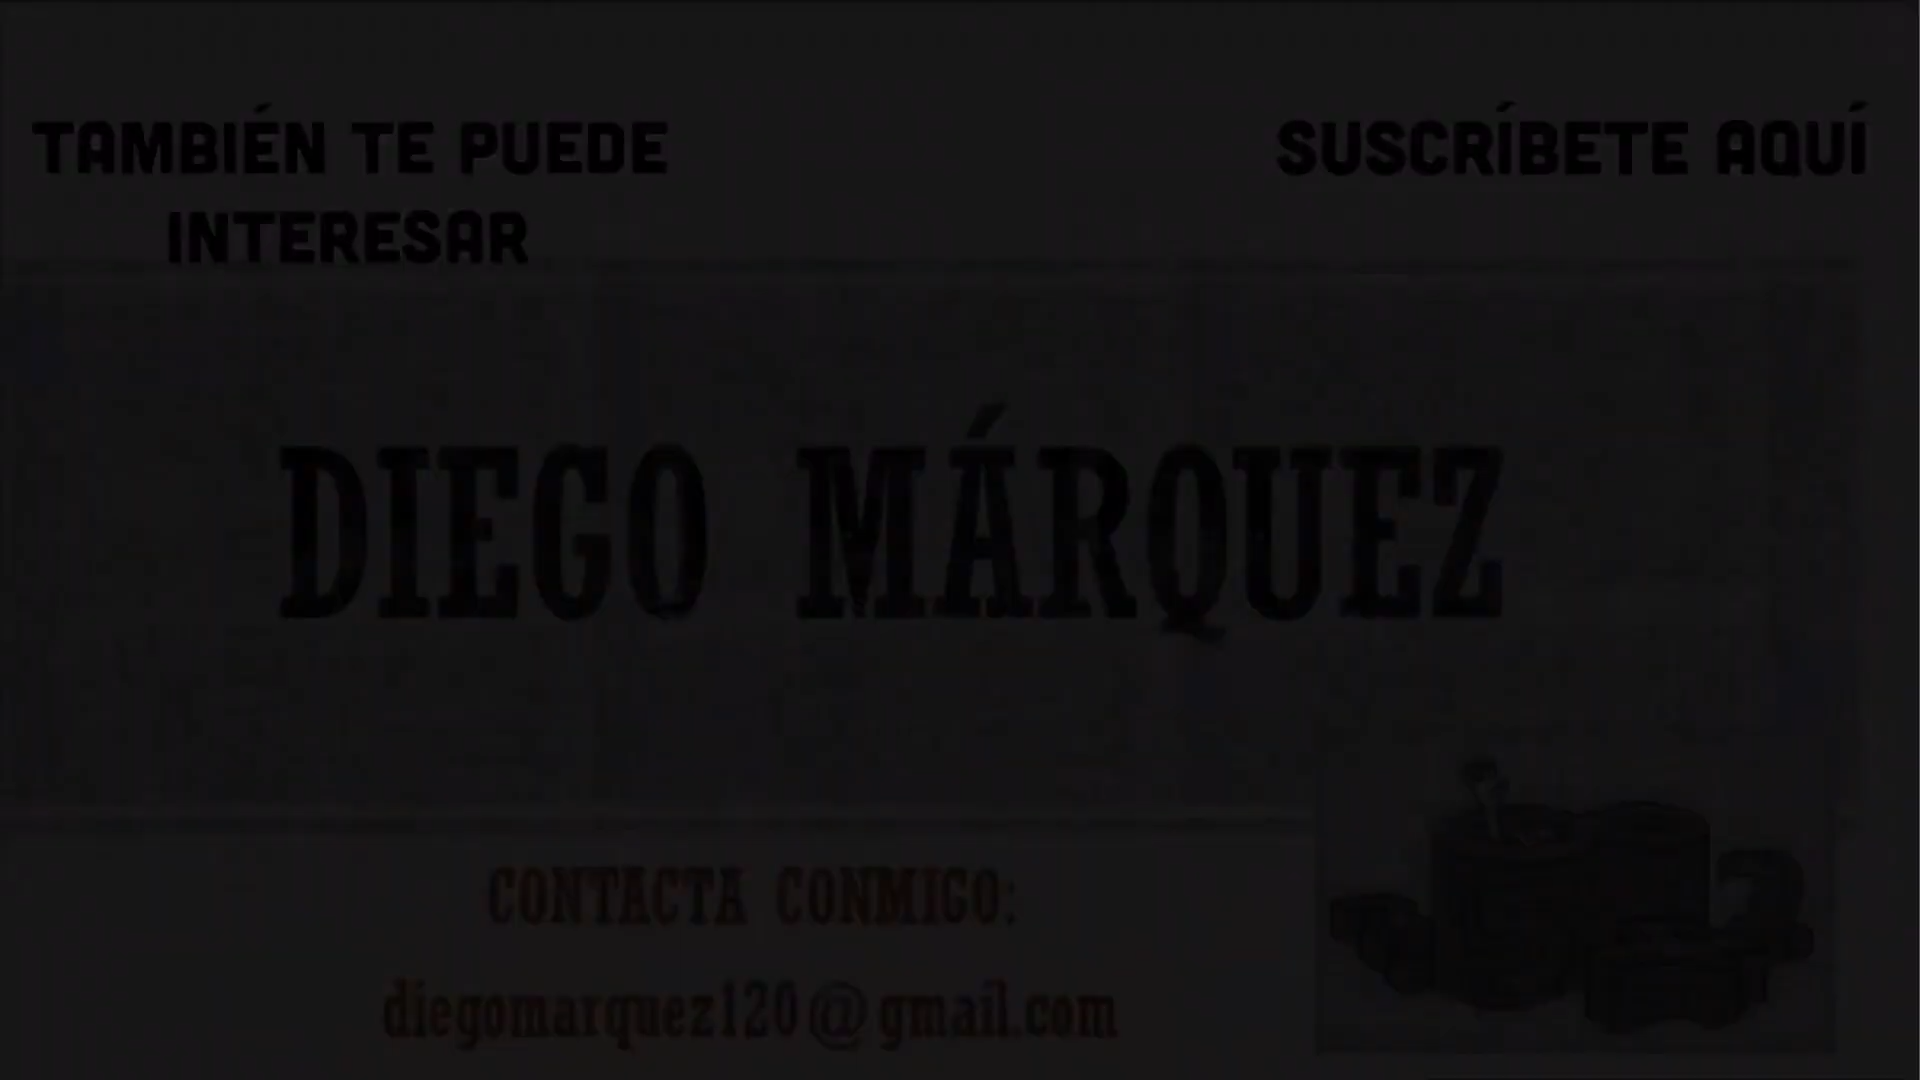 TAMBIÉN TE PUEDE
INTERESAR
SUSCRÍBETE AQUÍ
DIEGO MÁRQUEZ
CONTACTA CONMIGO:
diegomarquez120@gmail.com